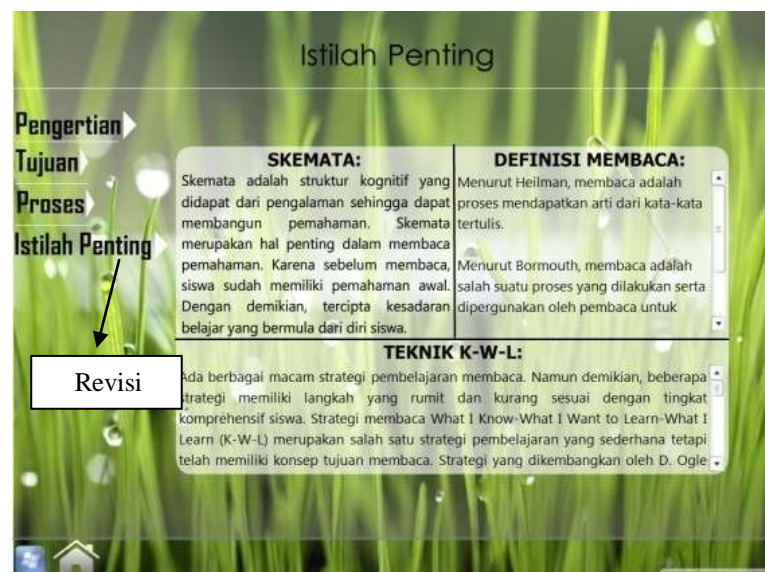 Istilah Penting
Pengertian
Tujuan
Proses
Istilah Penting
Revisi
SKEMATA:
Skemata adalah struktur kognitif yang
didapat dari pengalaman sehingga dapat
membangun pemahaman. Skemata
merupakan hal penting dalam membaca
pemahaman. Karena sebelum membaca,
siswa sudah memiliki pemahaman awal.
Dengan demikian, tercipta kesadaran
belajar yang bermula dari diri siswa.
DEFINISI MEMBACA:
Menurut Heilman, membaca adalah
proses mendapatkan arti dari kata-kata
tertulis.
Menurut Bormouth, membaca adalah
salah suatu proses yang dilakukan serta
dipergunakan oleh pembaca untuk
TEKNIK K-W-L:
Ada berbagai macam strategi pembelajaran membaca. Namun demikian, beberapa
strategi memiliki langkah yang rumit dan kurang sesuai dengan tingkat
komprehensif siswa. Strategi membaca What I Know-What I Want to Learn-What I
Learn (K-W-L) merupakan salah satu strategi pembelajaran yang sederhana tetapi
telah memiliki konsep tujuan membaca. Strategi yang dikembangkan oleh D. Ogle